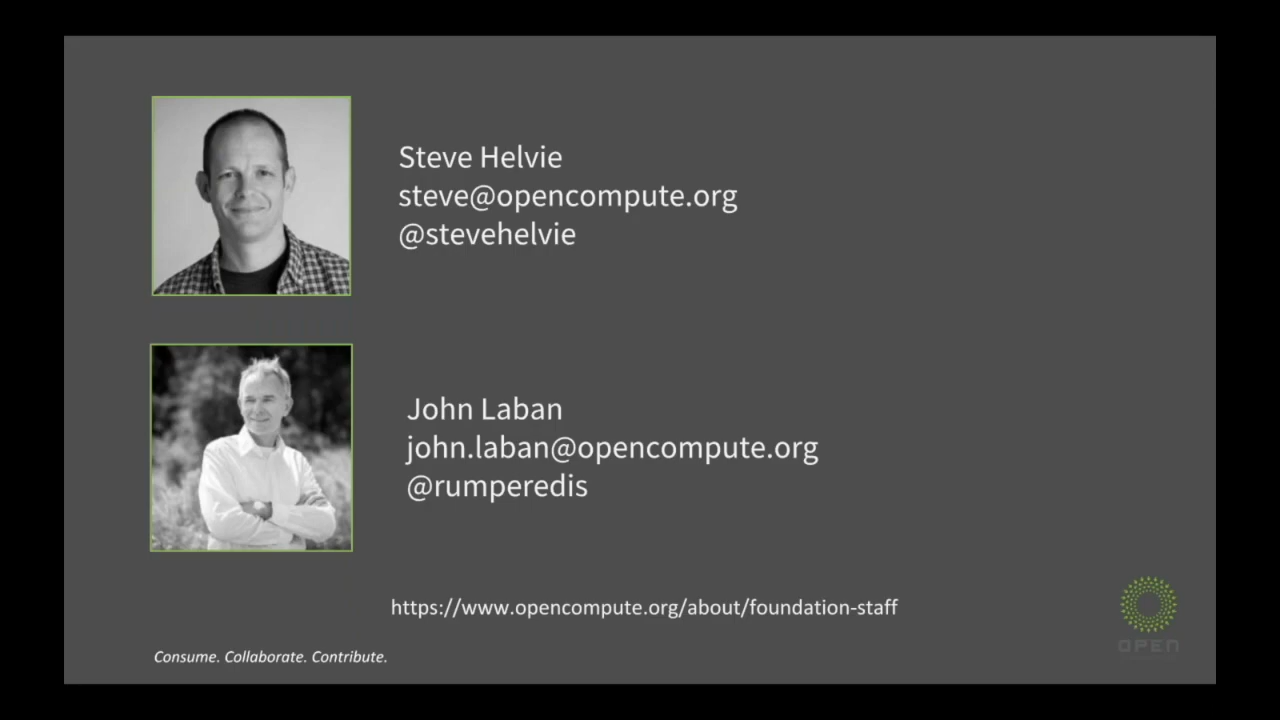 Steve Helvie
steve@opencompute.org
@stevehelvie
John Laban
john.laban@opencompute.org
@rumperedis
https://www.opencompute.org/about/foundation-staff
OPEN
Consume. Collaborate. Contribute.